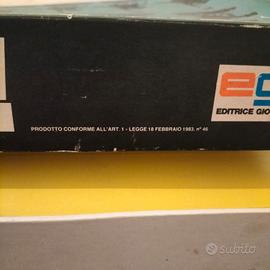 eg
EDITRICE GIO
PRODOTTO CONFORME ALL'ART. 1 - LEGGE 18 FEBBRAIO 1983. n° 46
subito